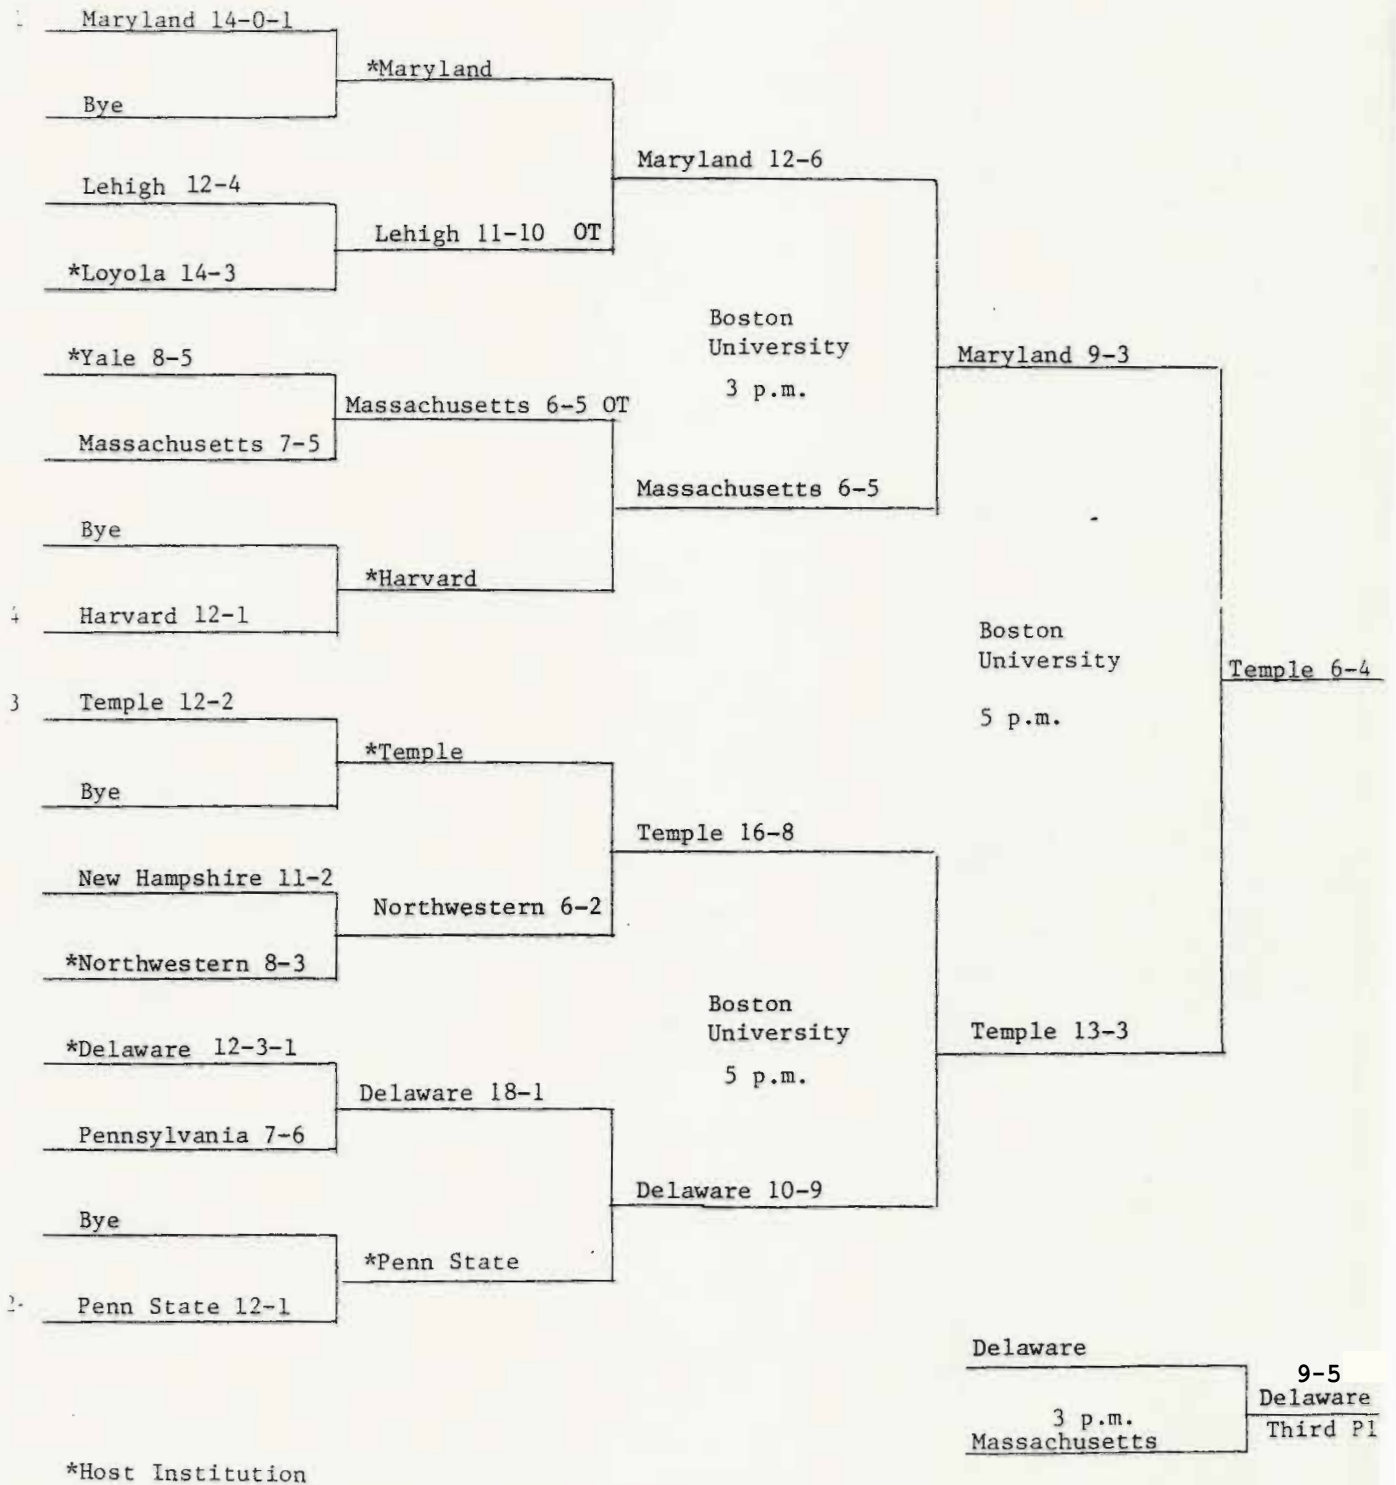 1 Maryland 14-0-1
*Maryland
Bye
Maryland 12-6
Lehigh 12-4
Lehigh 11-10 OT
*Loyola 14-3
Boston
University
3 p.m.
*Yale 8-5
Maryland 9-3
Massachusetts 6-5 OT
Massachusetts 7-5
Massachusetts 6-5
Bye
*Harvard
4 Harvard 12-1
Boston
University
5 p.m.
Temple 6-4
3 Temple 12-2
*Temple
Bye
Temple 16-8
New Hampshire 11-2
Northwestern 6-2
*Northwestern 8-3
Boston
University
5 p.m.
Temple 13-3
*Delaware 12-3-1
Delaware 18-1
Pennsylvania 7-6
Delaware 10-9
Bye
*Penn State
2 Penn State 12-1
Delaware
9-5
Delaware
3 p.m.
Third Pl
Massachusetts
*Host Institution